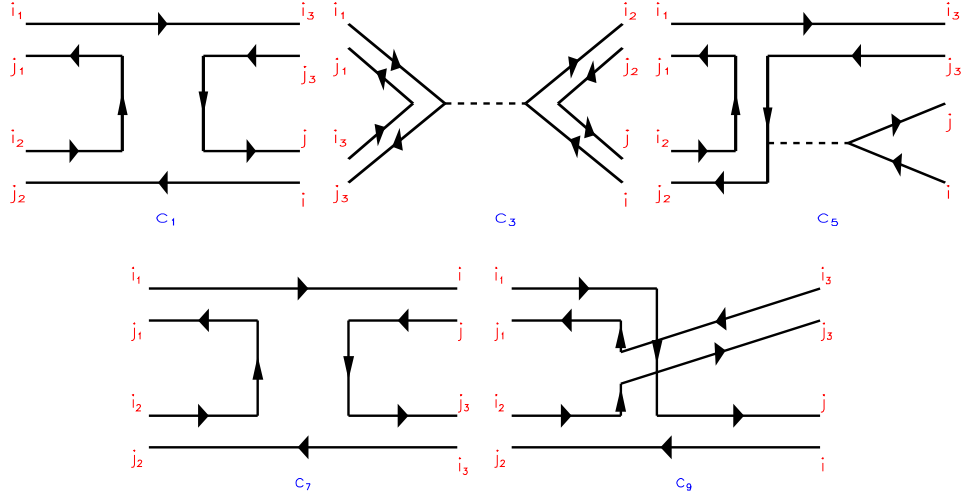 i1 i3 i1 i2 i1 i3
j1 j3 j1 j2 j1 j3
i2 j i3 j i2 j
j2 i j3 i j2 i
C1 C3 C5
i1 i i1 i3
j1 j j1 j3
i2 j3 i2 j
j2 i3 j2 i
C7 C9